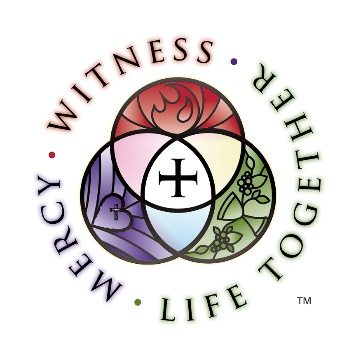 WITNESS · MERCY · LIFE TOGETHER
TM